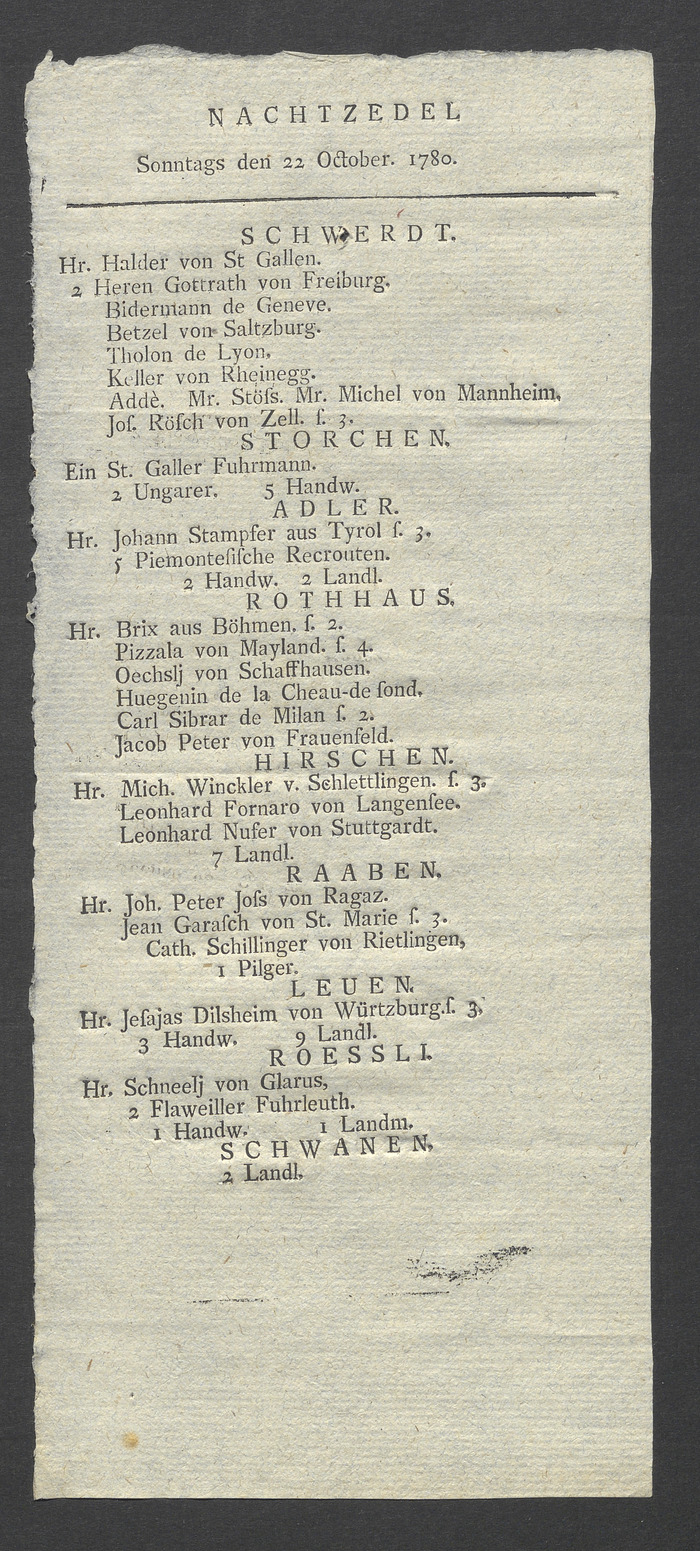 NACHTZEDEL
Sonntags den 22 October. 1780.
SCHWERDT.
Hr. Halder von St Gallen.
2 Heren Gottrath von Freiburg.
Bidermann de Geneve.
Betzel von Saltzburg.
Tholon de Lyon.
Keller von Rheinegg.
Addè. Mr. Stöſs. Mr. Michel von Mannheim.
Joſ. Röſch von Zell. ſ. 3.
STORCHEN.
Ein St. Galler Fuhrmann.
2 Ungarer. 5 Handw.
ADLER.
Hr. Johann Stampfer aus Tyrol ſ. 3.
5 Piemonteſiſche Recrouten.
2 Handw. 2 Landl.
ROTHHAUS.
Hr. Brix aus Böhmen. ſ. 2.
Pizzala von Mayland. ſ. 4.
Oechslj von Schaffhausen.
Huegenin de la Cheau-de fond.
Carl Sibrar de Milan ſ. 2.
Jacob Peter von Frauenfeld.
HIRSCHEN.
Hr. Mich. Winckler v. Schlettlingen. ſ. 3.
Leonhard Fornaro von Langenſee.
Leonhard Nufer von Stuttgardt.
7 Landl.
RAABEN.
Hr. Joh. Peter Joſs von Ragaz.
Jean Garaſch von St. Marie ſ. 3.
Cath. Schillinger von Rietlingen,
1 Pilger.
LEUEN.
Hr. Jeſajas Dilsheim von Würtzburg.ſ. 3.
3 Handw. 9 Landl.
ROESSLI.
Hr. Schneelj von Glarus,
2 Flaweiller Fuhrleuth.
1 Handw. 1 Landm.
SCHWANEN.
2 Landl.